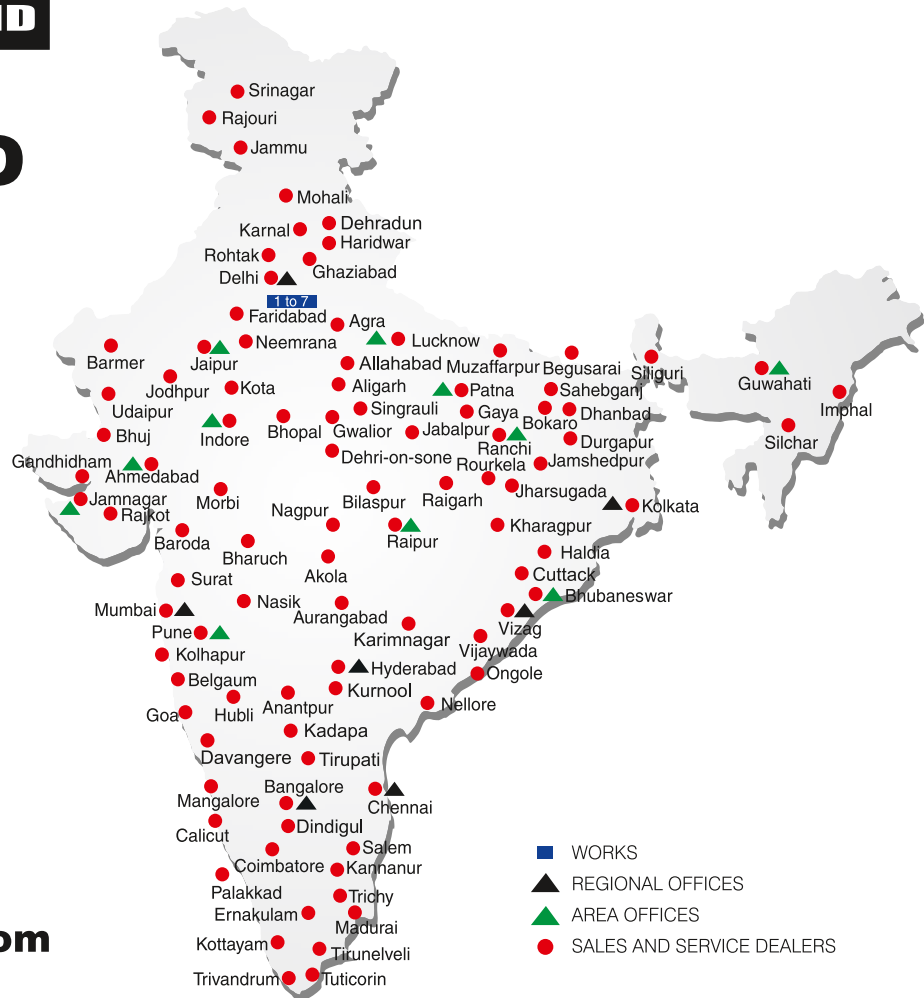 Srinagar
Rajouri
Jammu
Mohali
Dehradun
Karnal
Haridwar
Rohtak
Ghaziabad
Delhi
1 to 7
Faridabad
Agra
Neemrana
Lucknow
Barmer
Jaipur
Allahabad
Muzaffarpur
Begusarai
Siliguri
Guwahati
Jodhpur
Kota
Aligarh
Patna
Sahebganj
Imphal
Udaipur
Singrauli
Gaya
Bokaro
Dhanbad
Bhuj
Indore
Bhopal
Gwalior
Jabalpur
Ranchi
Durgapur
Silchar
Gandhidham
Ahmedabad
Dehri-on-sone
Rourkela
Jamshedpur
Jamnagar
Rajkot
Morbi
Bilaspur
Raigarh
Jharsugada
Kolkata
Nagpur
Raipur
Kharagpur
Baroda
Bharuch
Akola
Haldia
Surat
Cuttack
Nasik
Bhubaneswar
Mumbai
Aurangabad
Pune
Karimnagar
Vizag
Vijaywada
Kolhapur
Hyderabad
Ongole
Belgaum
Kurnool
Goa
Hubli
Anantpur
Nellore
Kadapa
Davangere
Tirupati
Mangalore
Bangalore
Chennai
Calicut
Dindigul
Coimbatore
Salem
Kannanur
Palakkad
Trichy
Ernakulam
Madurai
Kottayam
Tirunelveli
Trivandrum
Tuticorin
WORKS
REGIONAL OFFICES
AREA OFFICES
SALES AND SERVICE DEALERS
om